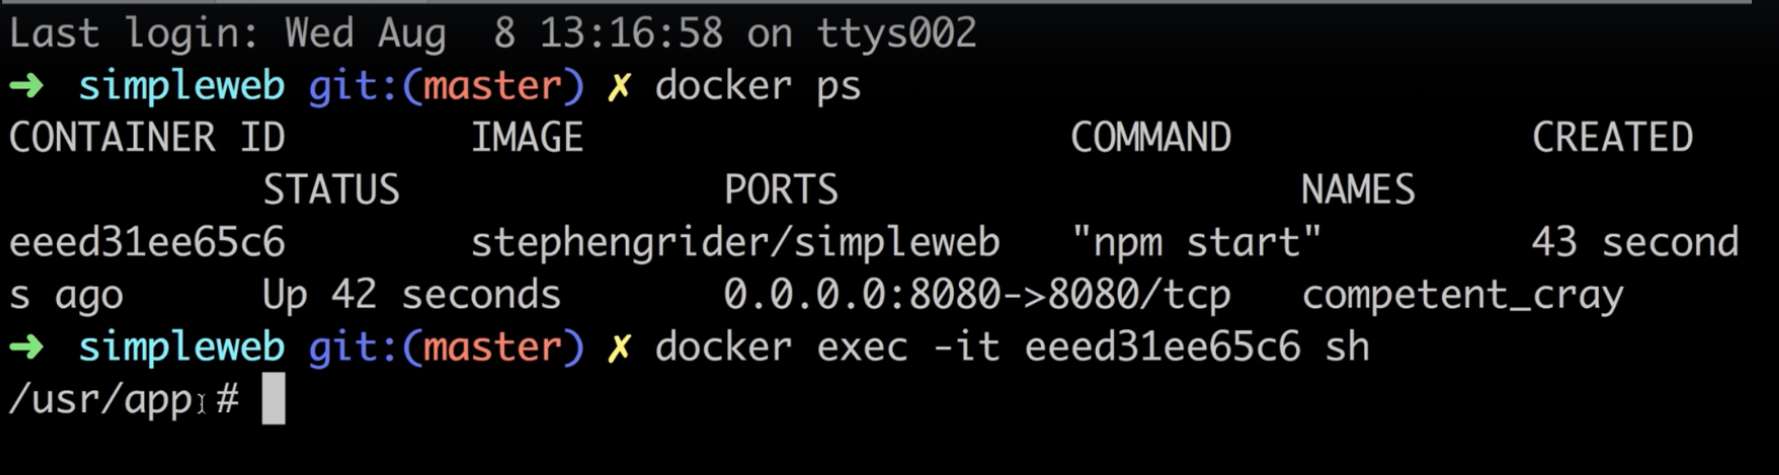 Last login: Wed Aug  8 13:16:58 on ttys002
➜  simpleweb git:(master) ✗ docker ps
CONTAINER ID        IMAGE                     COMMAND             CREATED
           STATUS              PORTS                    NAMES
eeed31ee65c6        stephengrider/simpleweb   "npm start"         43 second
s ago      Up 42 seconds       0.0.0.0:8080->8080/tcp   competent_cray
➜  simpleweb git:(master) ✗ docker exec -it eeed31ee65c6 sh
/usr/app #